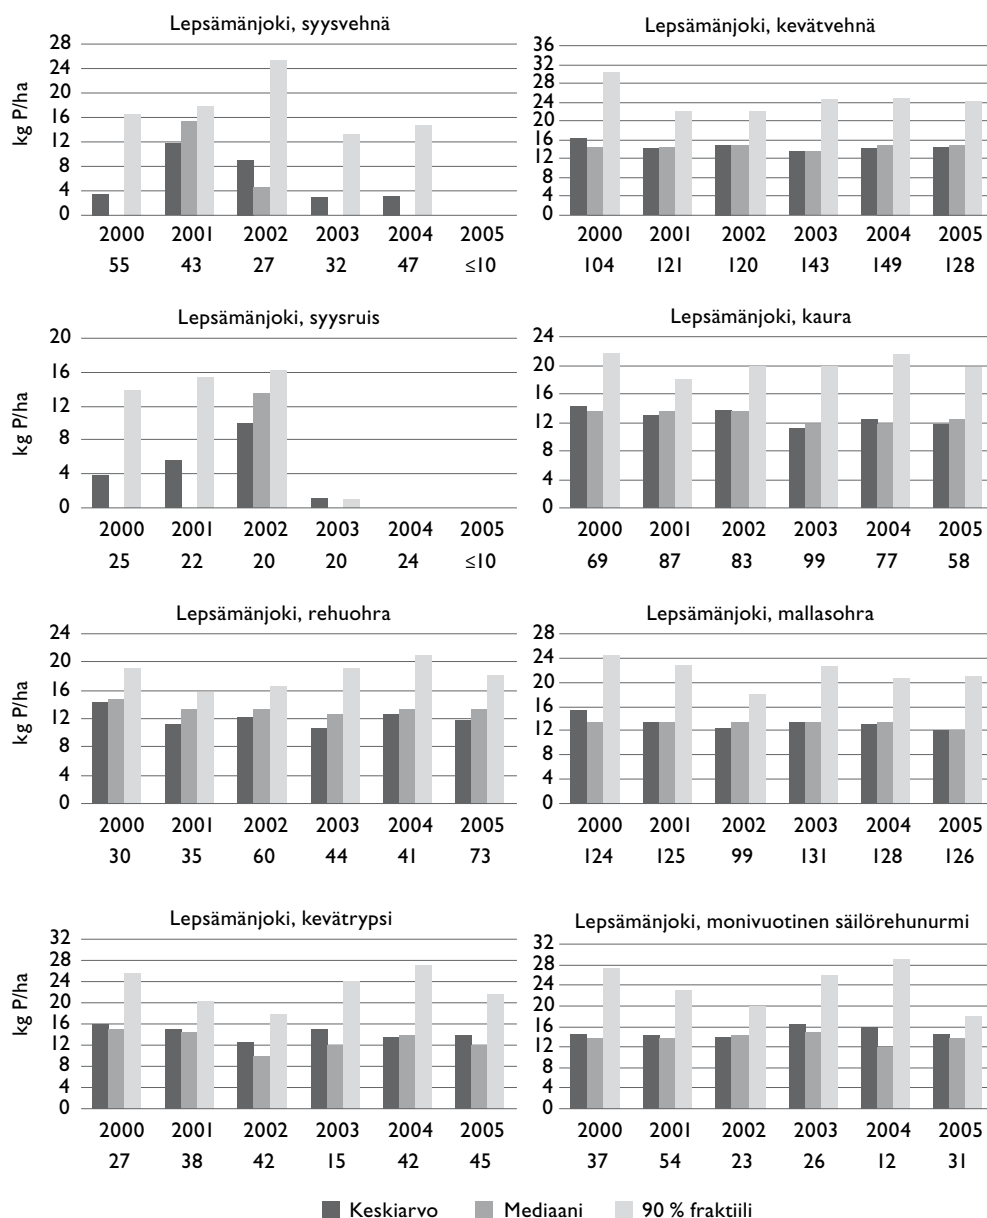 Lepsämänjoki, syysvehnä
kg P/ha
28
24
20
16
12
8
4
0
2000 2001 2002 2003 2004 2005
55 43 27 32 47 ≤10
Lepsämänjoki, kevätvehnä
36
32
28
24
20
16
12
8
4
0
2000 2001 2002 2003 2004 2005
104 121 120 143 149 128
Lepsämänjoki, syysruis
kg P/ha
20
16
12
8
4
0
2000 2001 2002 2003 2004 2005
25 22 20 20 24 ≤10
Lepsämänjoki, kaura
24
20
16
12
8
4
0
2000 2001 2002 2003 2004 2005
69 87 83 99 77 58
Lepsämänjoki, rehuohra
kg P/ha
24
20
16
12
8
4
0
2000 2001 2002 2003 2004 2005
30 35 60 44 41 73
Lepsämänjoki, mallasohra
28
24
20
16
12
8
4
0
2000 2001 2002 2003 2004 2005
124 125 99 131 128 126
Lepsämänjoki, kevätrypsi
kg P/ha
32
28
24
20
16
12
8
4
0
2000 2001 2002 2003 2004 2005
27 38 42 15 42 45
Lepsämänjoki, monivuotinen säilörehunurmi
32
28
24
20
16
12
8
4
0
2000 2001 2002 2003 2004 2005
37 54 23 26 12 31
Keskiarvo Mediaani 90 % fraktiili